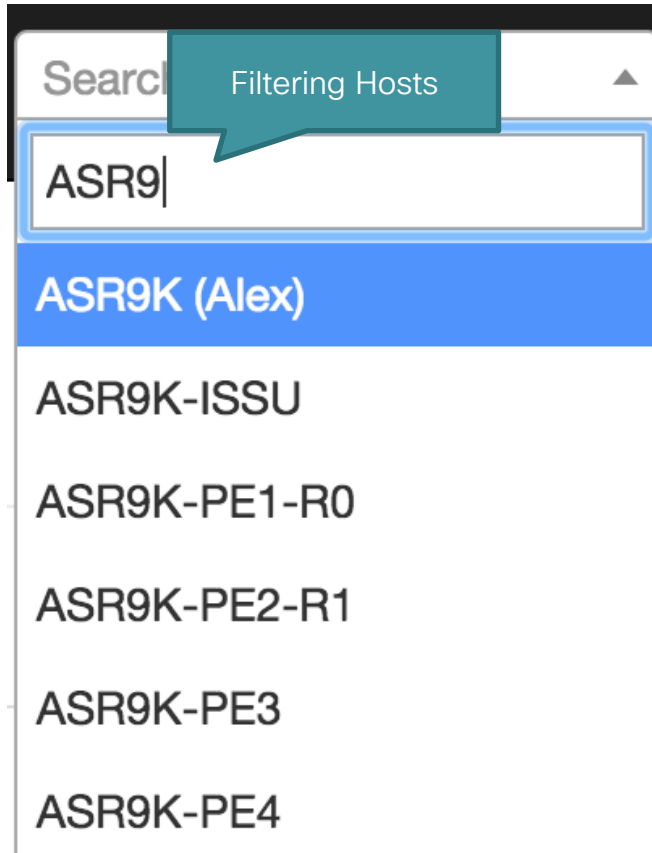 Search
Filtering Hosts
ASR9
ASR9K (Alex)
ASR9K-ISSU
ASR9K-PE1-R0
ASR9K-PE2-R1
ASR9K-PE3
ASR9K-PE4